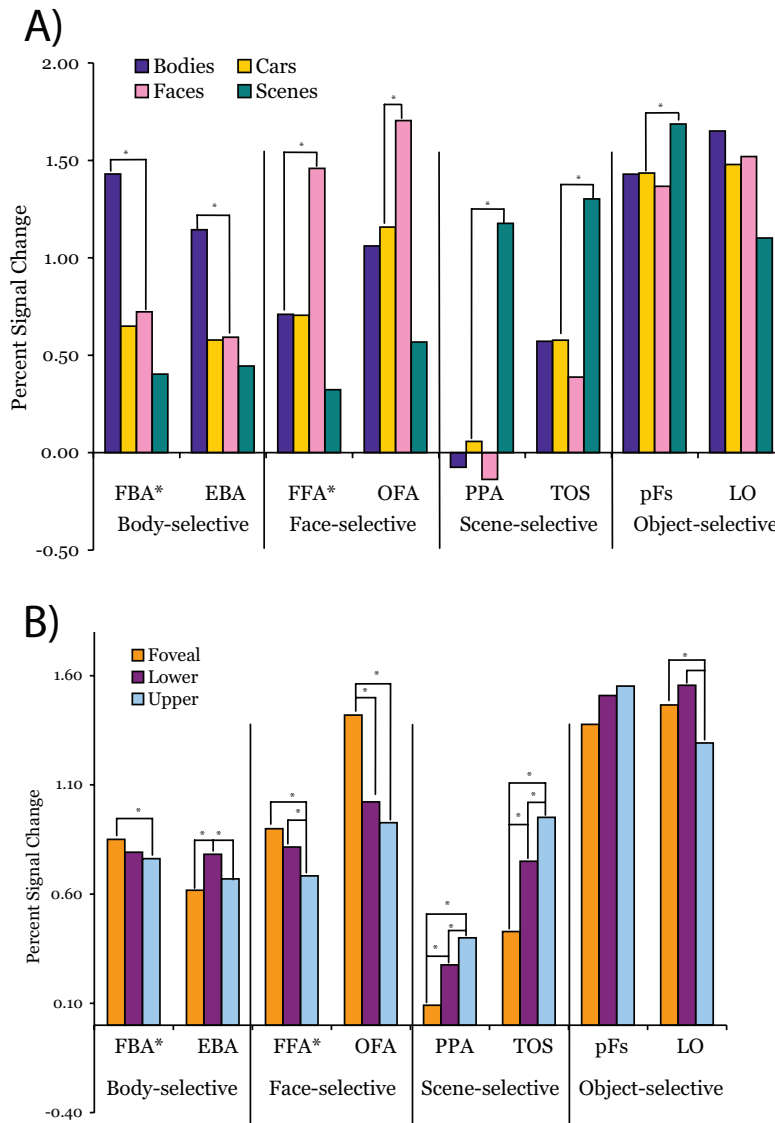 A)
2.00
Bodies Cars
Faces Scenes
*
*
*
1.50
*
*
*
*
1.00
Percent Signal Change
0.50
0.00
FBA* EBA FFA* OFA PPA TOS pFs LO
Body-selective Face-selective Scene-selective Object-selective
-0.50
B)
Foveal
Lower
Upper
1.60
*
*
*
1.10
Percent Signal Change
*
*
*
*
* *
*
*
0.60
*
*
*
0.10
FBA* EBA FFA* OFA PPA TOS pFs LO
Body-selective Face-selective Scene-selective Object-selective
-0.40